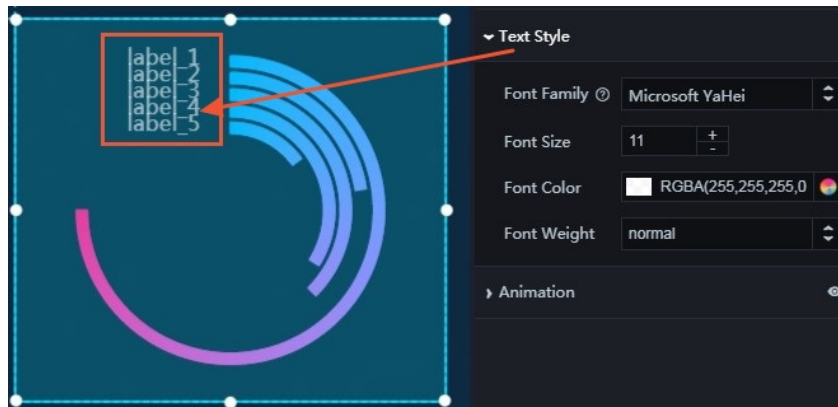 label_1
label_2
label_3
label_4
label_5
Text Style
Font Family
Microsoft YaHei
Font Size
11
+
-
Font Color
RGBA(255,255,255,0
Font Weight
normal
Animation